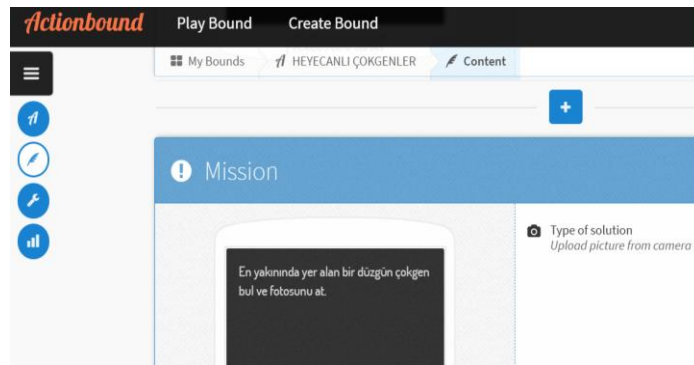 Actionbound Play Bound Create Bound
My Bounds HEYECANLI ÇOKGENLER Content
Mission
Type of solution
Upload picture from camera
En yakınında yer alan bir düzgün çokgen
bul ve fotosunu at.